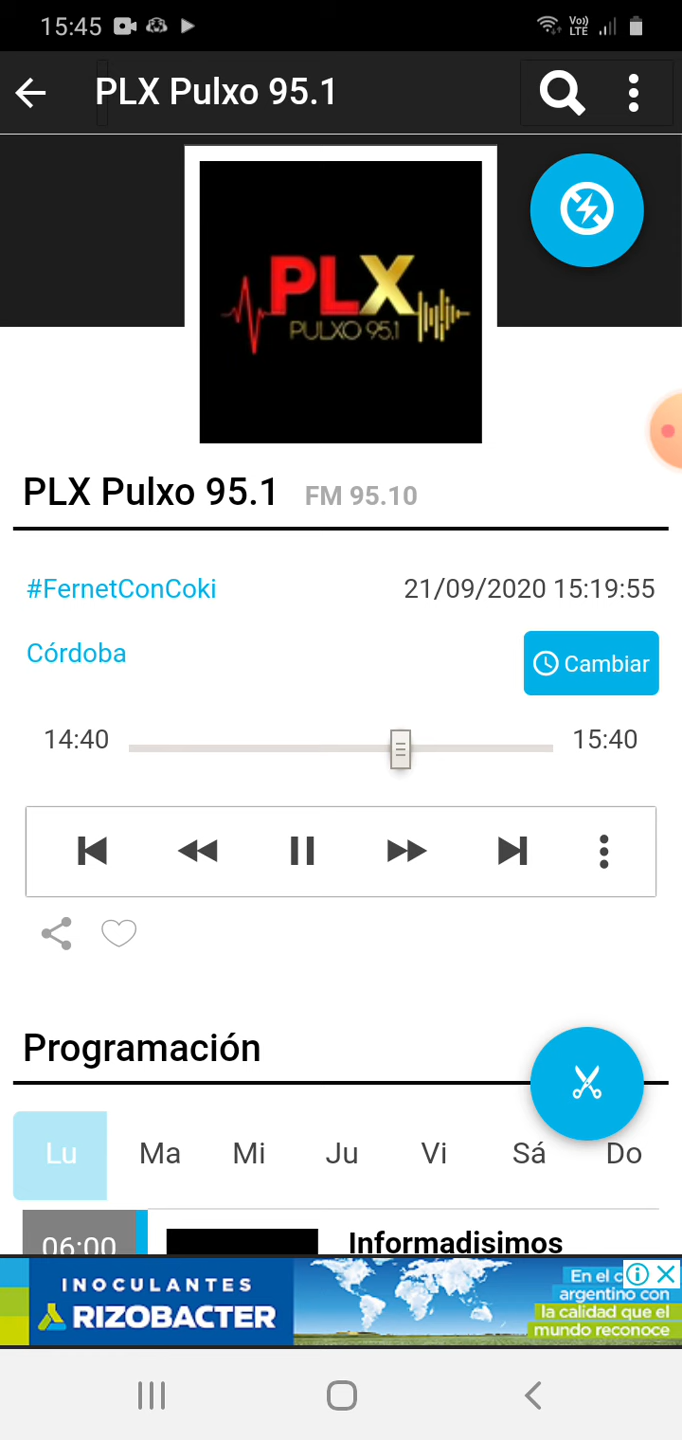 15:45
Vo))
LTE
PLX Pulxo 95.1
PLX
PULXO 95.1
PLX Pulxo 95.1 FM 95.10
#FernetConCoki 21/09/2020 15:19:55
Córdoba
Cambiar
14:40 15:40
Programación
Lu Ma Mi Ju Vi Sá Do
06:00 Informadisimos
INOCULANTES
RIZOBACTER
En el c
argentino con
la calidad que el
mundo reconoce